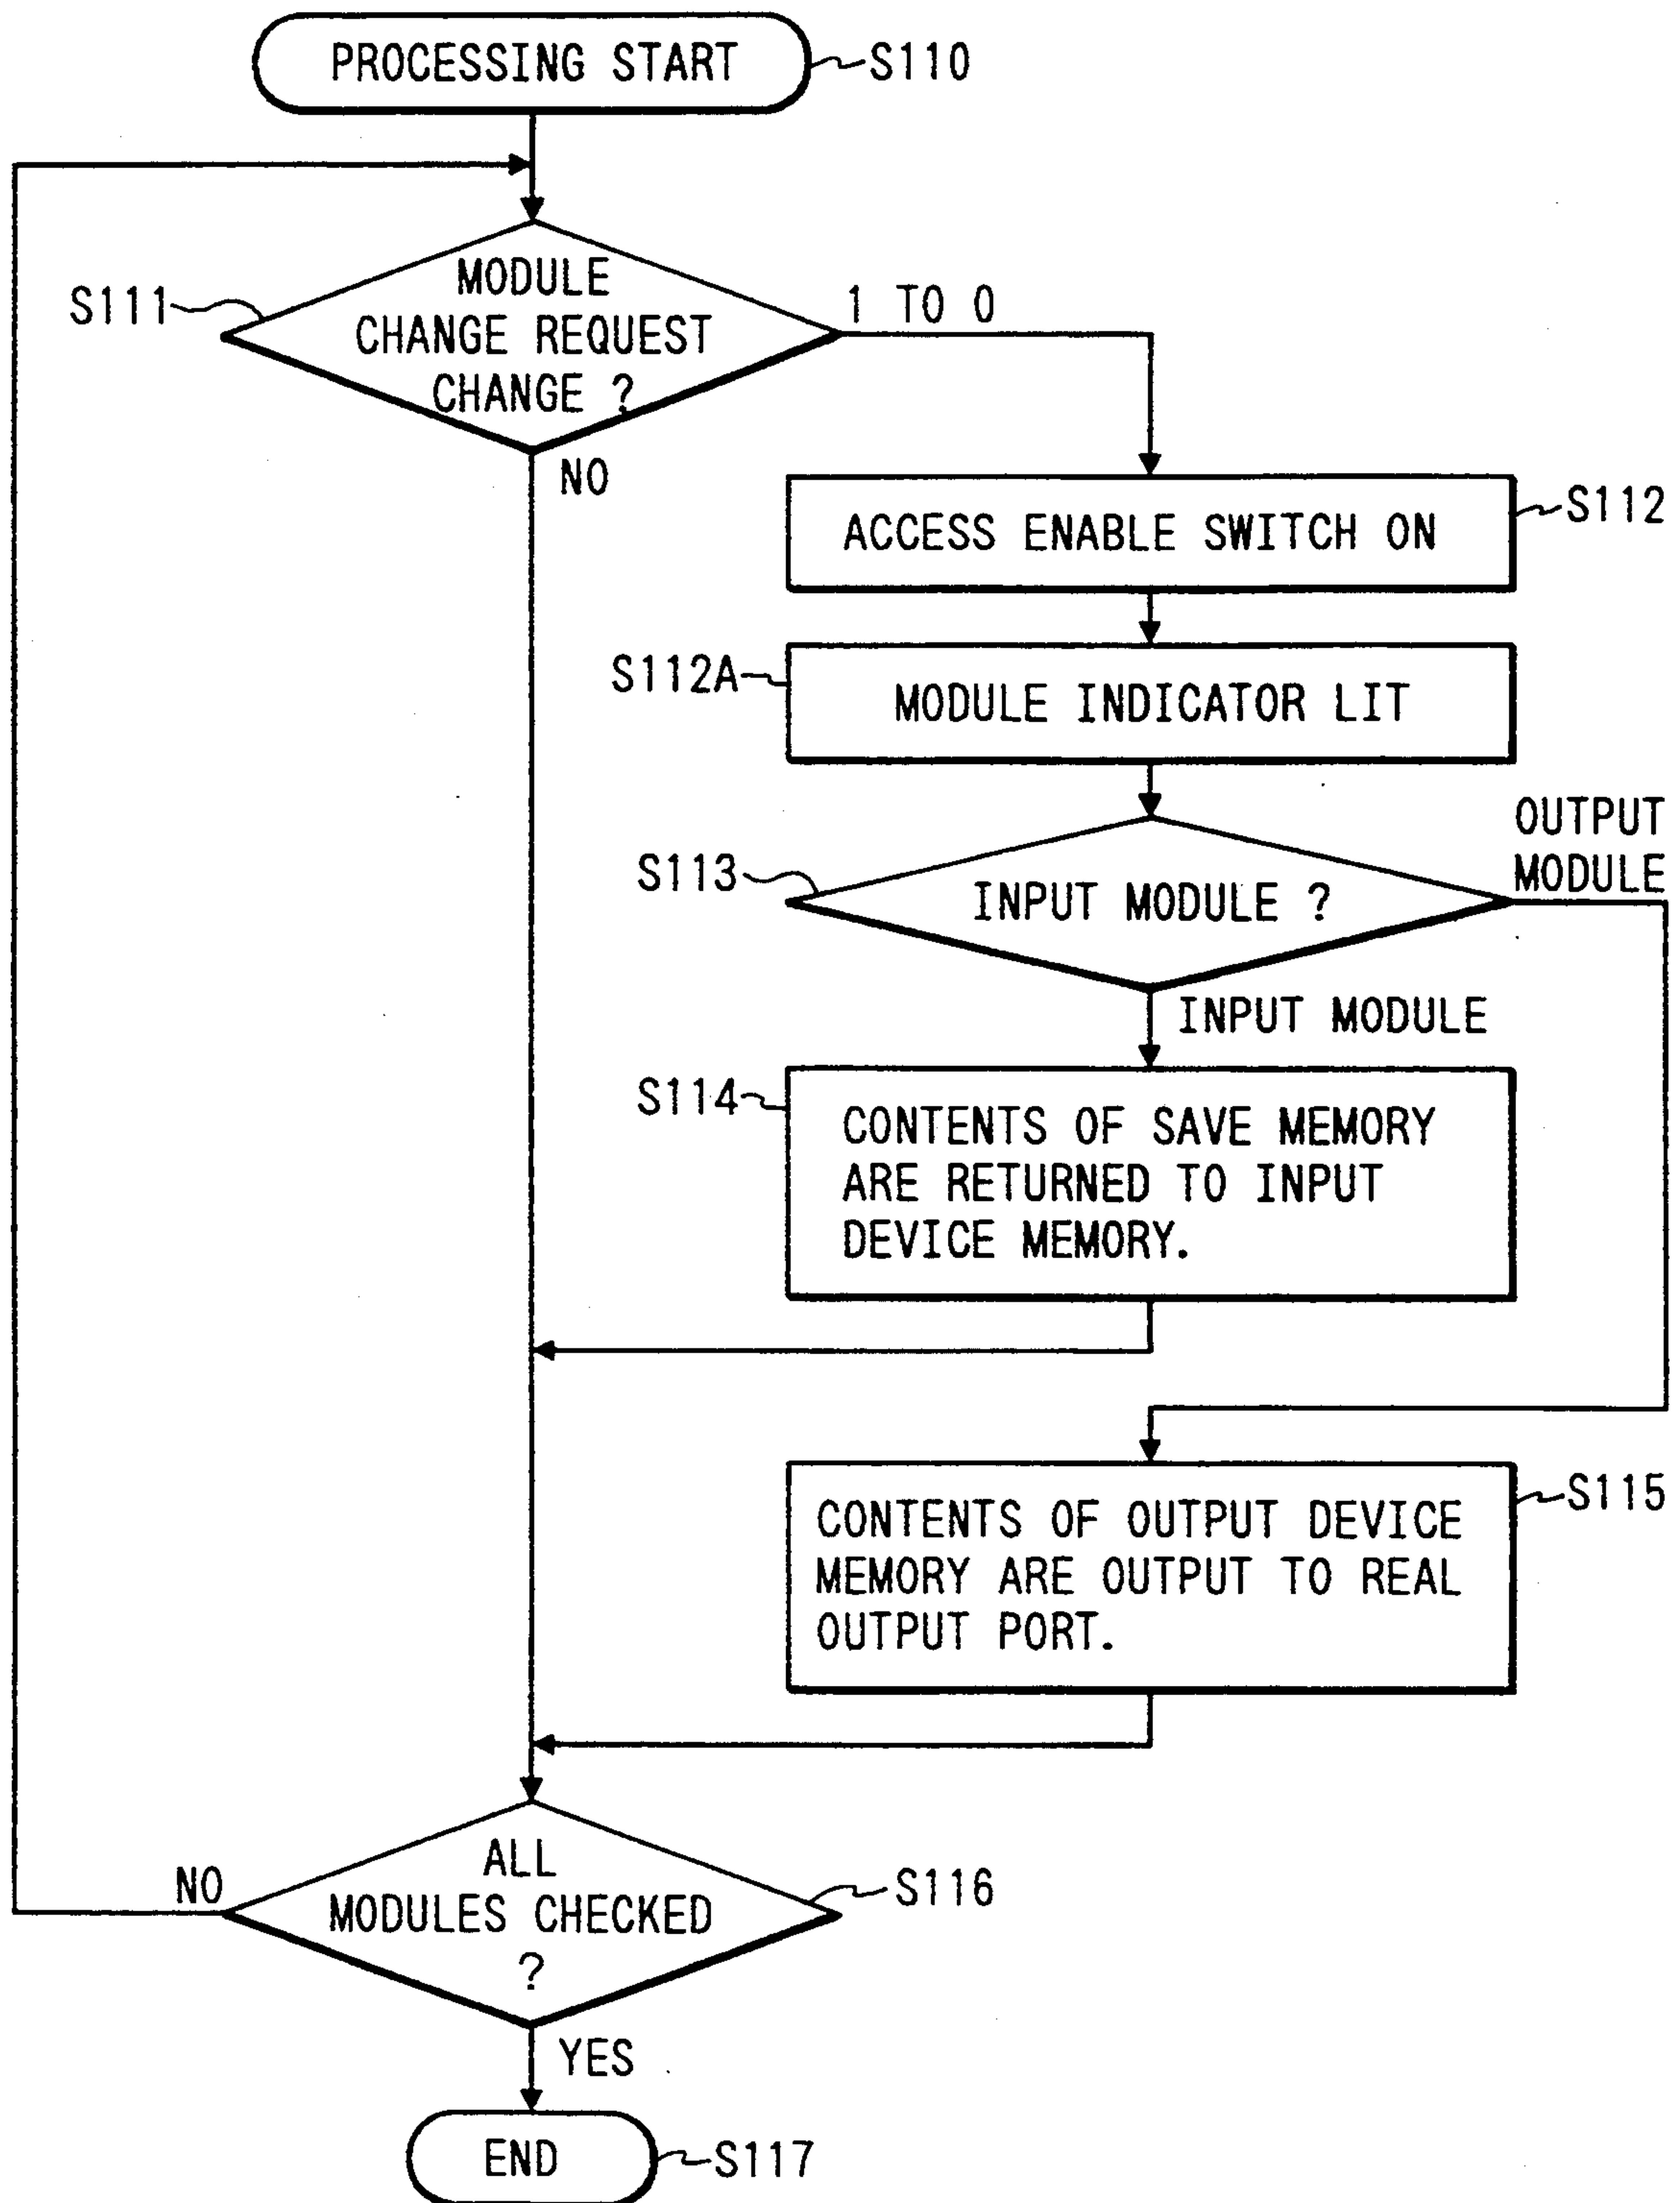 PROCESSING START
S110
S111
MODULE
CHANGE REQUEST
CHANGE ?
1 TO 0
NO
ACCESS ENABLE SWITCH ON
S112
S112A
MODULE INDICATOR LIT
S113
INPUT MODULE ?
OUTPUT
MODULE
INPUT MODULE
S114
CONTENTS OF SAVE MEMORY
ARE RETURNED TO INPUT
DEVICE MEMORY.
CONTENTS OF OUTPUT DEVICE
MEMORY ARE OUTPUT TO REAL
OUTPUT PORT.
S115
NO
ALL
MODULES CHECKED
?
S116
YES
END
S117